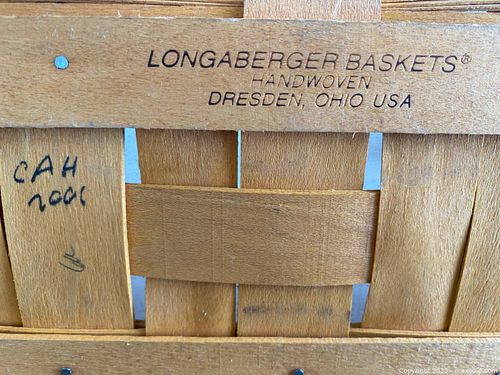 LONGABERGER BASKETS®
HANDWOVEN
DRESDEN, OHIO USA
CAH
2001